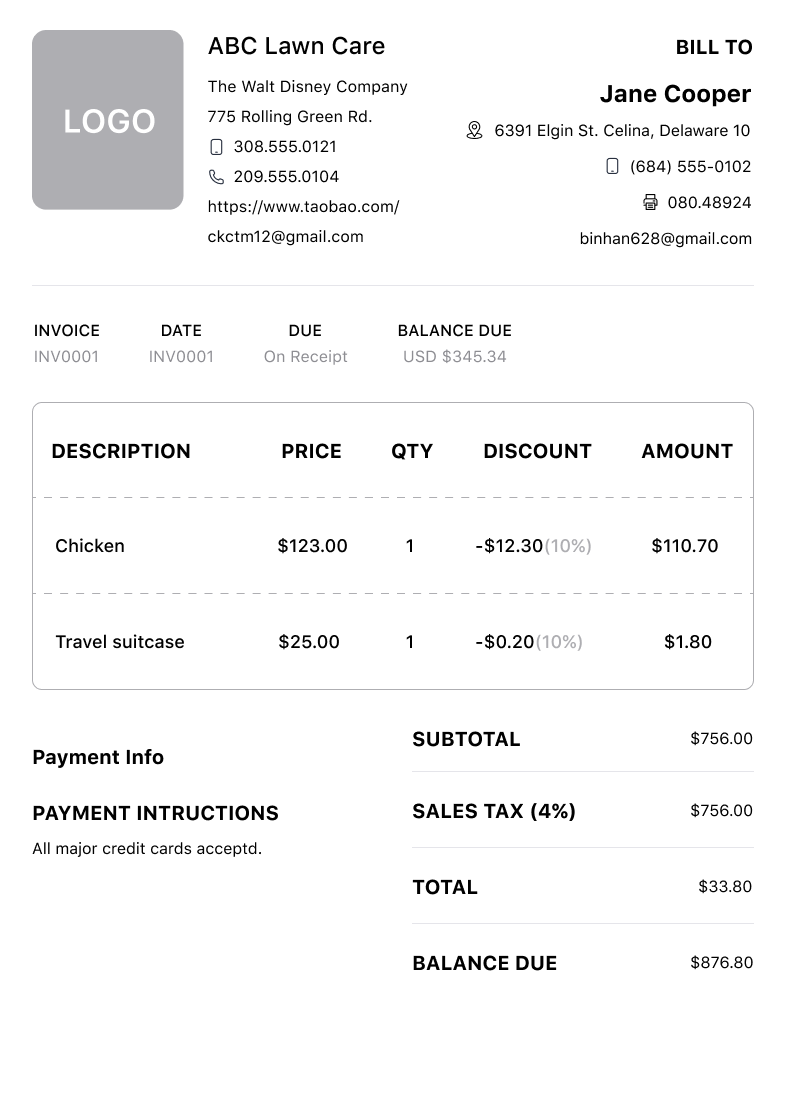 LOGO
ABC Lawn Care
The Walt Disney Company
775 Rolling Green Rd.
308.555.0121
209.555.0104
https://www.taobao.com/
ckctm12@gmail.com
BILL TO
Jane Cooper
6391 Elgin St. Celina, Delaware 10
(684) 555-0102
080.48924
binhan628@gmail.com
INVOICE DATE DUE BALANCE DUE
INV0001 INV0001 On Receipt USD $345.34
DESCRIPTION PRICE QTY DISCOUNT AMOUNT
Chicken $123.00 1 -$12.30(10%) $110.70
Travel suitcase $25.00 1 -$0.20(10%) $1.80
Payment Info
PAYMENT INTRUCTIONS
All major credit cards acceptd.
SUBTOTAL $756.00
SALES TAX (4%) $756.00
TOTAL $33.80
BALANCE DUE $876.80